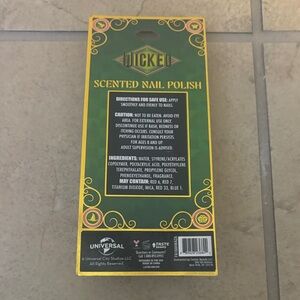 WICKED
SCENTED NAIL POLISH
DIRECTIONS FOR SAFE USE: APPLY
SMOOTHLY AND EVENLY TO NAILS.
CAUTION: NOT TO BE EATEN. AVOID EYE
AREA. FOR EXTERNAL USE ONLY.
DISCONTINUE USE IF RASH, REDNESS OR
ITCHING OCCURS. CONSULT YOUR
PHYSICIAN IF IRRITATION PERSISTS.
FOR AGES 8 AND UP.
ADULT SUPERVISION IS ADVISED.
INGREDIENTS: WATER, STYRENE/ACRYLATES
COPOLYMER, POLYACRYLIC ACID, POLYETHYLENE
TEREPHTHALATE, PROPYLENE GLYCOL,
PHENOXYETHANOL, FRAGRANCE.
MAY CONTAIN: RED 6, RED 7,
TITANIUM DIOXIDE, MICA, RED 30, BLUE 1.
UNIVERSAL
© Universal City Studios LLC.
All Rights Reserved.
TASTE